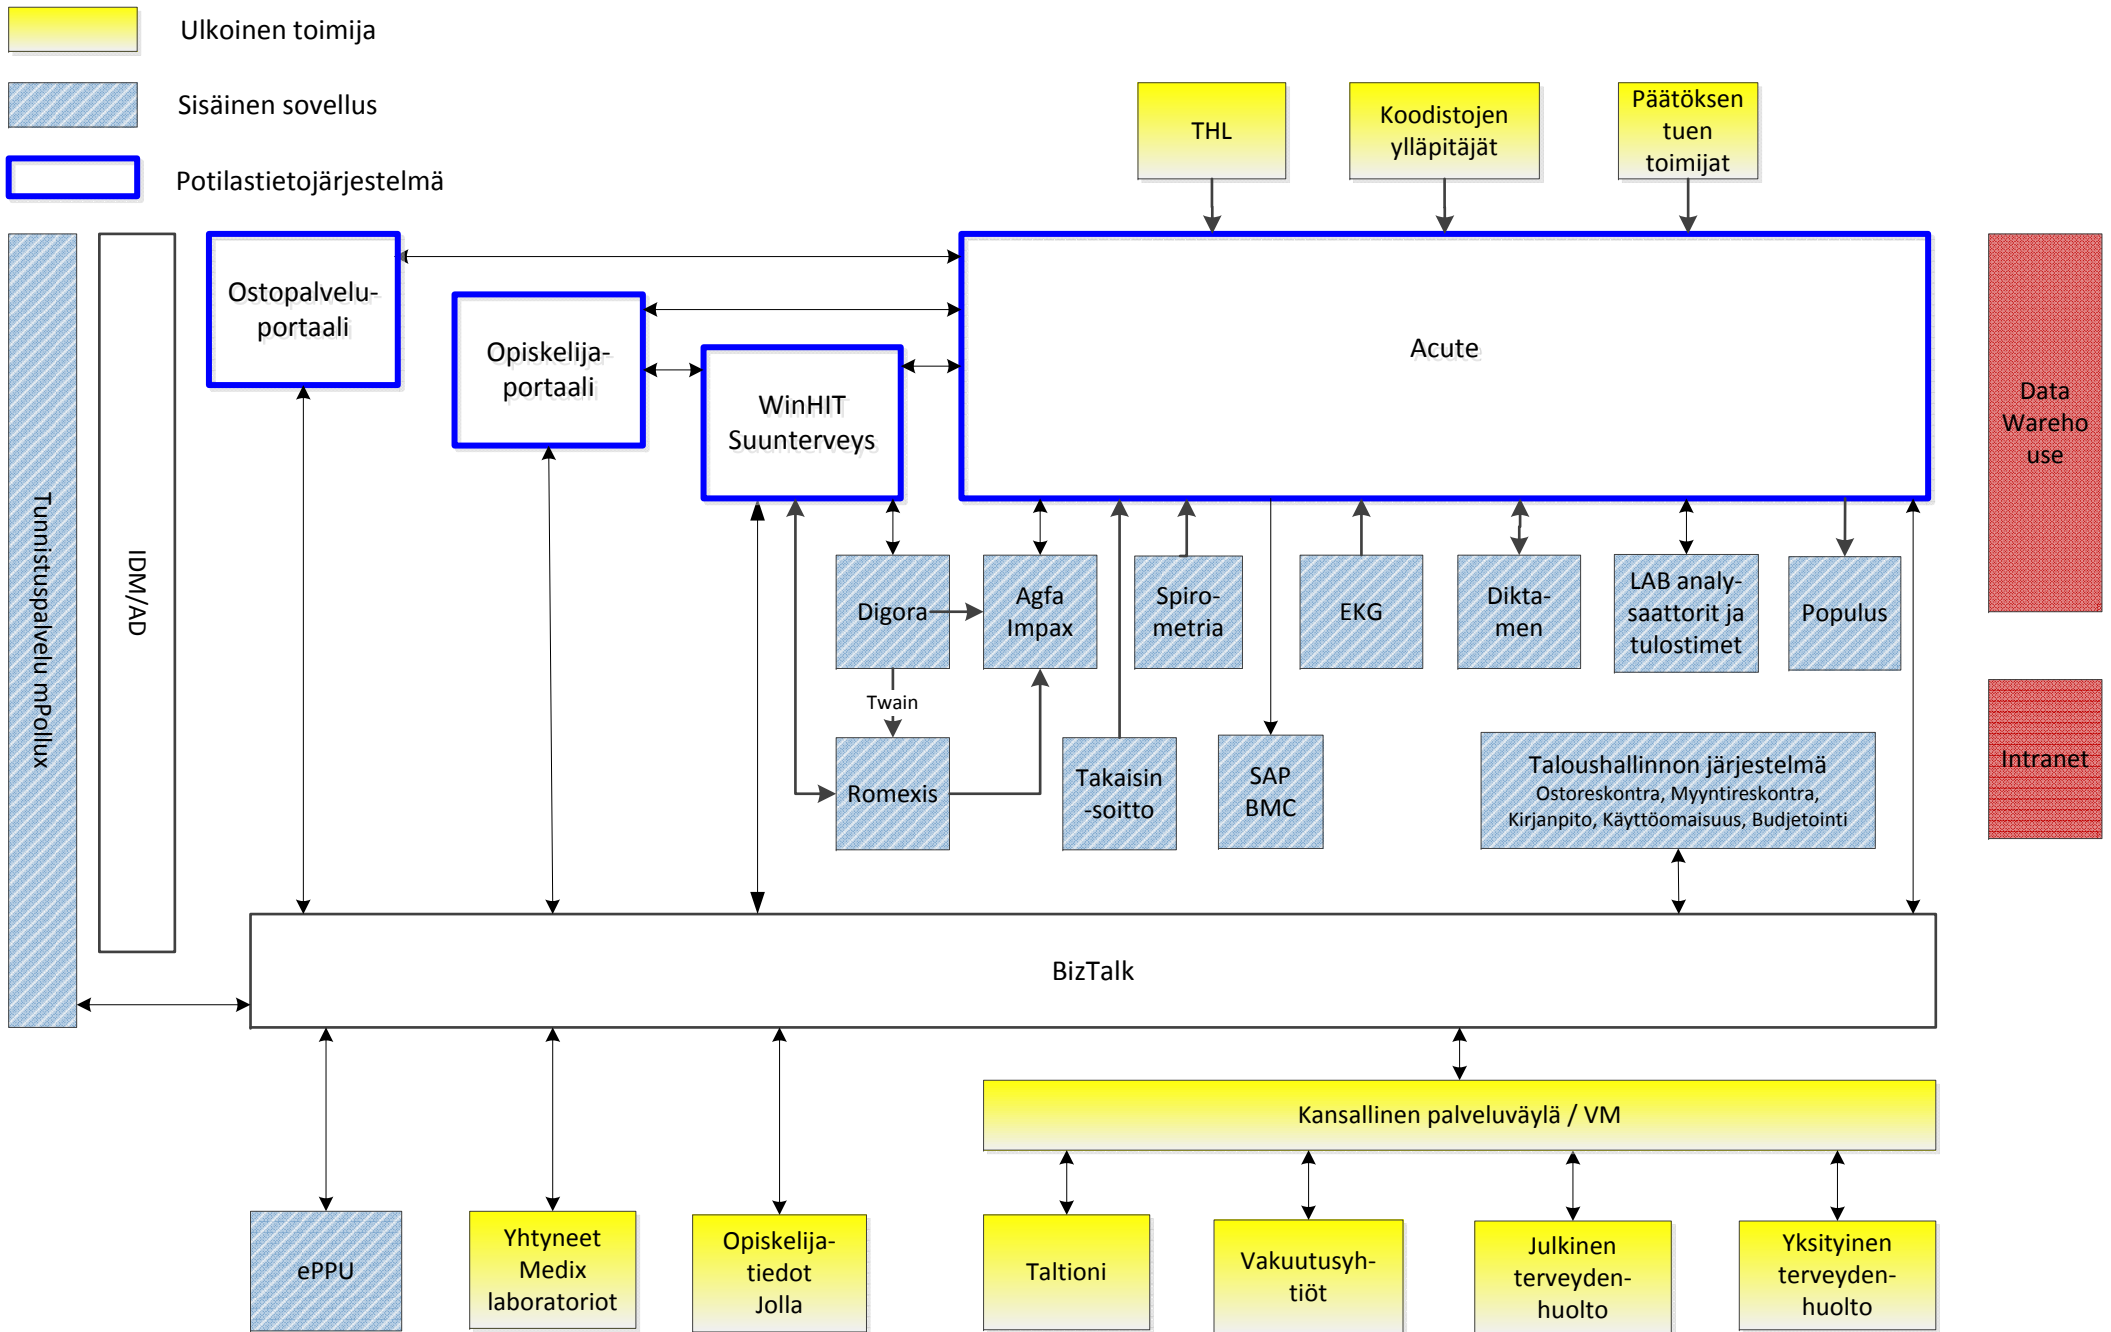 Ulkoinen toimija
Sisäinen sovellus
Potilastietojärjestelmä
THL
Koodistojen
ylläpitäjät
Päätöksen
tuen
toimijat
Tunnistuspalvelu mPollux
IDM/AD
Ostopalvelu-
portaali
Opiskelija-
portaali
WinHIT
Suunterveys
Acute
Data
Wareho
use
Intranet
Digora
Agfa
Impax
Spiro-
metria
EKG
Dikta-
men
LAB analy-
saattorit ja
tulostimet
Populus
Twain
Romexis
Takaisin
-soitto
SAP
BMC
Taloushallinnon järjestelmä
Ostoreskontra, Myyntireskontra,
Kirjanpito, Käyttöomaisuus, Budjetointi
BizTalk
Kansallinen palveluväylä / VM
ePPU
Yhtyneet
Medix
laboratoriot
Opiskelija-
tiedot
Jolla
Taltioni
Vakuutusyh-
tiöt
Julkinen
terveyden-
huolto
Yksityinen
terveyden-
huolto